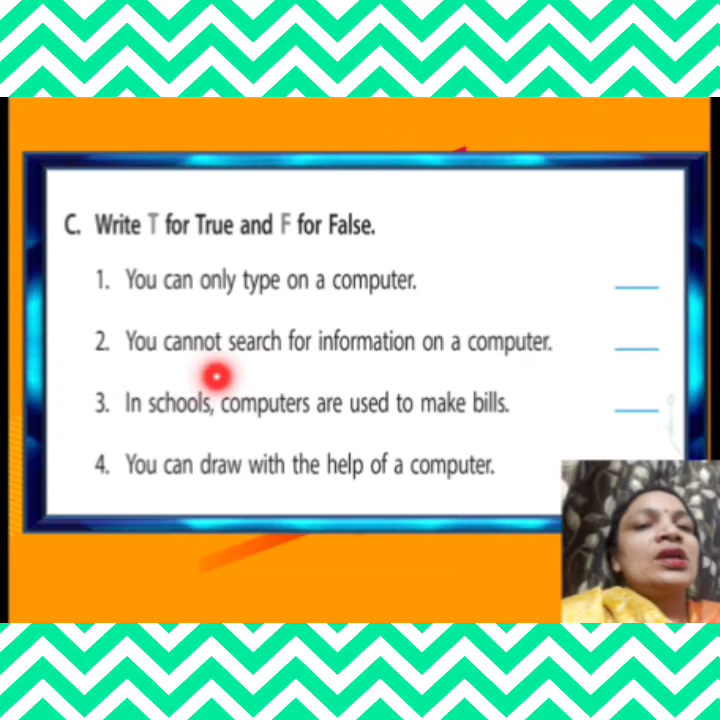 C. Write T for True and F for False.
1. You can only type on a computer.
2. You cannot search for information on a computer.
3. In schools, computers are used to make bills.
4. You can draw with the help of a computer.